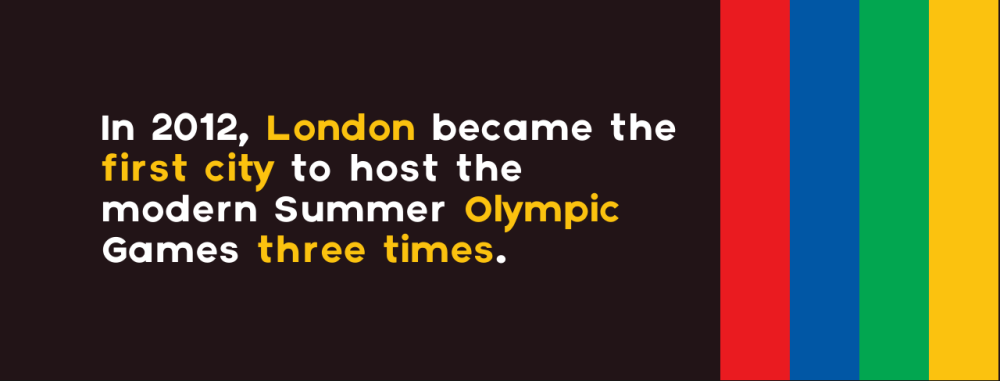 In 2012, London became the
first city to host the
modern Summer Olympic
Games three times.